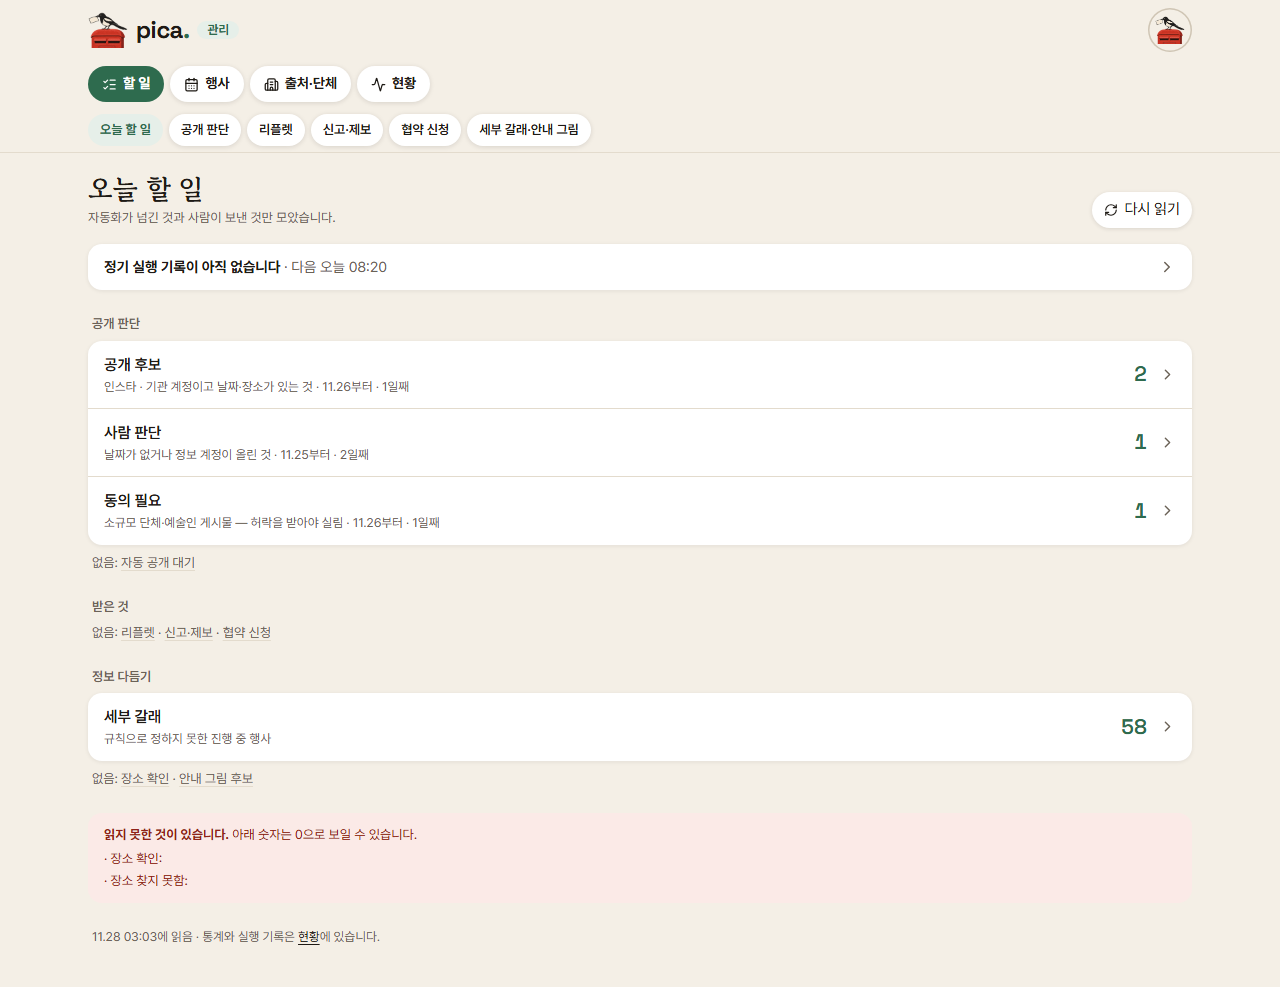 pica. 관리
할 일 행사 출처·단체 현황
오늘 할 일 공개 판단 리플렛 신고·제보 협약 신청 세부 갈래·안내 그림
오늘 할 일
자동화가 넘긴 것과 사람이 보낸 것만 모았습니다.
다시 읽기
정기 실행 기록이 아직 없습니다 · 다음 오늘 08:20
공개 판단
공개 후보
인스타 · 기관 계정이고 날짜·장소가 있는 것 · 11.26부터 · 1일째
2
사람 판단
날짜가 없거나 정보 계정이 올린 것 · 11.25부터 · 2일째
1
동의 필요
소규모 단체·예술인 게시물 — 허락을 받아야 실림 · 11.26부터 · 1일째
1
없음: 자동 공개 대기
받은 것
없음: 리플렛 · 신고·제보 · 협약 신청
정보 다듬기
세부 갈래
규칙으로 정하지 못한 진행 중 행사
58
없음: 장소 확인 · 안내 그림 후보
읽지 못한 것이 있습니다. 아래 숫자는 0으로 보일 수 있습니다.
· 장소 확인:
· 장소 찾지 못함:
11.28 03:03에 읽음 · 통계와 실행 기록은 현황에 있습니다.